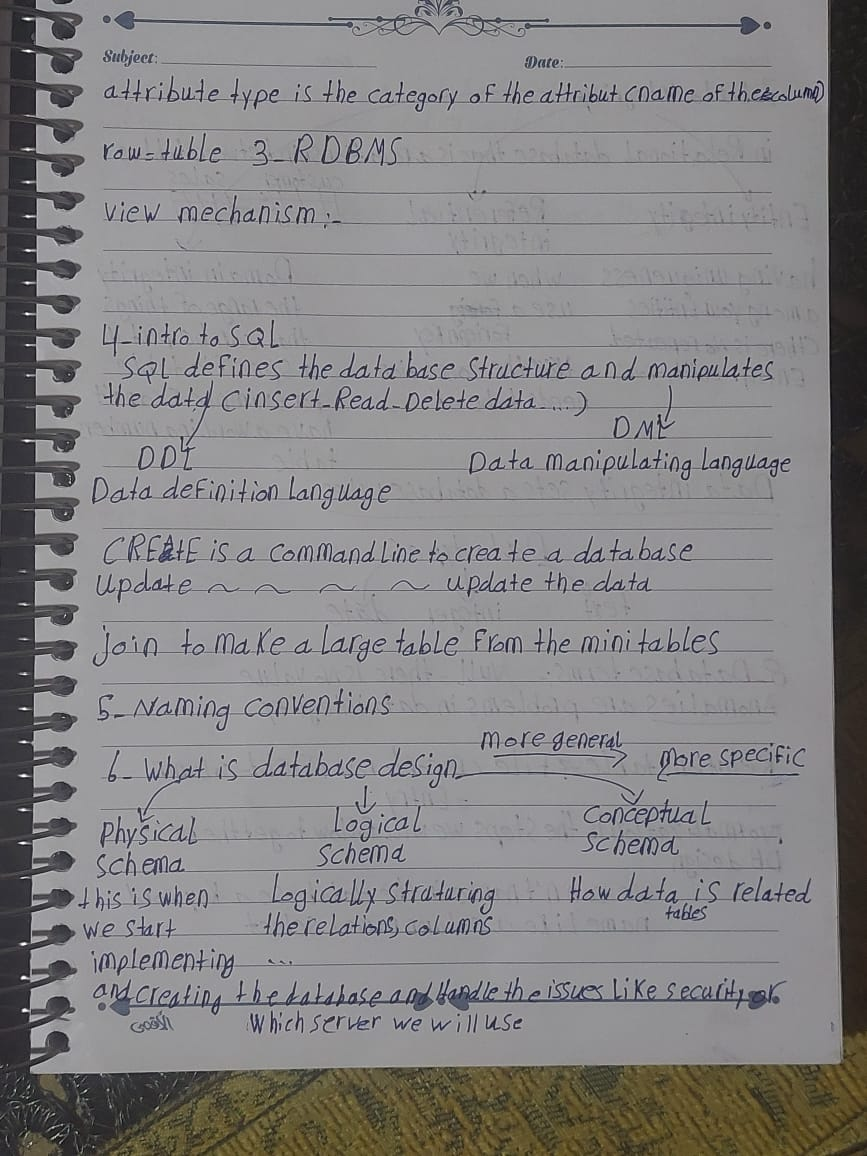 Subject:
Date:
attribute type is the category of the attribut (name of the column)
row = tuble 3_ RDBMS
view mechanism :-
4_ intro to SQL
SQL defines the data base structure and manipulates
the data (insert_Read_Delete data ...)
DML
DDL
Data manipulating language
Data definition language
CREATE is a command Line to create a database
Update ~ ~ ~ ~ update the data
join to make a large table from the mini tables
5_ Naming conventions
more general
6_ What is database design
more specific
Physical Logical Conceptual
schema schema schema
this is when Logically straturing How data is related
we start the relations, columns tables
implementing ...
and creating the database and Handle the issues Like security, or
which server we will use